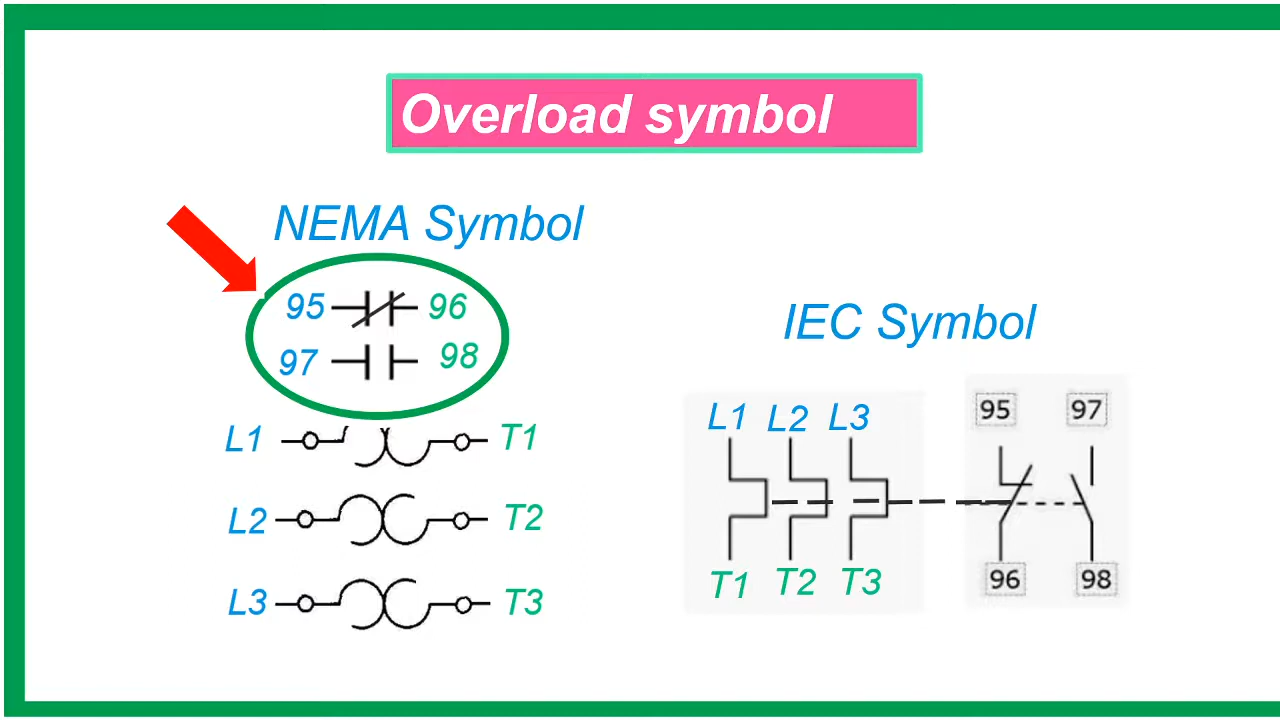 Overload symbol
NEMA Symbol
95 96
97 98
L1 T1
L2 T2
L3 T3
IEC Symbol
L1 L2 L3
T1 T2 T3
95 97
96 98